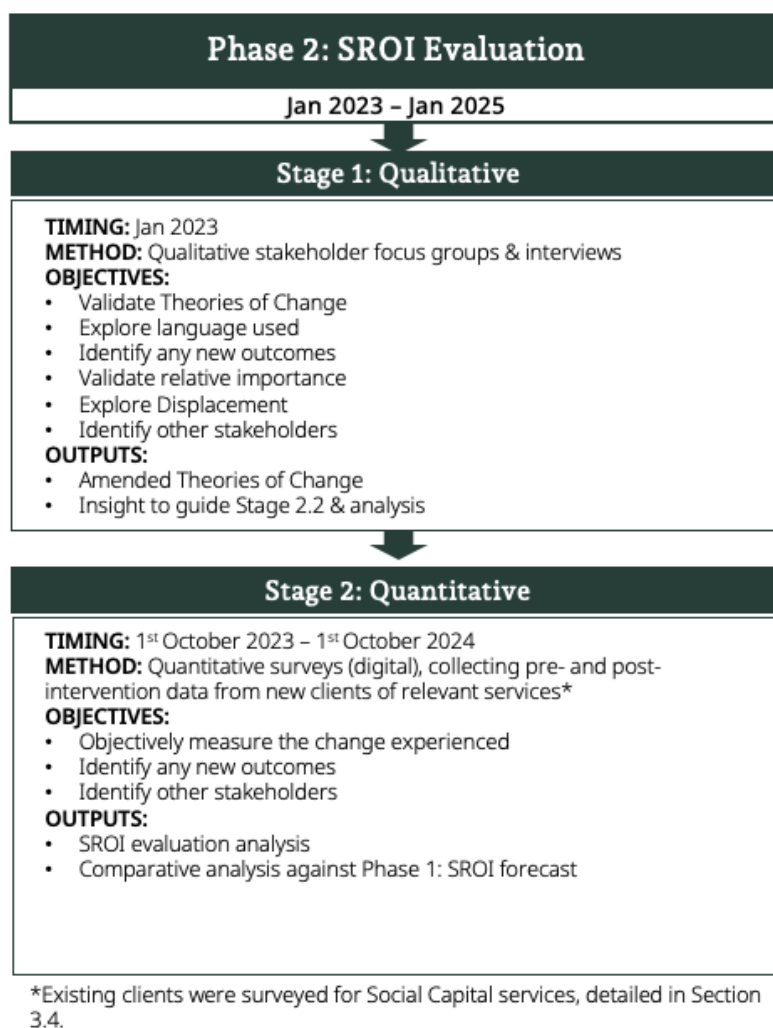 Phase 2: SROI Evaluation
Jan 2023 – Jan 2025
Stage 1: Qualitative
TIMING: Jan 2023
METHOD: Qualitative stakeholder focus groups & interviews
OBJECTIVES:
• Validate Theories of Change
• Explore language used
• Identify any new outcomes
• Validate relative importance
• Explore Displacement
• Identify other stakeholders
OUTPUTS:
• Amended Theories of Change
• Insight to guide Stage 2.2 & analysis
Stage 2: Quantitative
TIMING: 1st October 2023 – 1st October 2024
METHOD: Quantitative surveys (digital), collecting pre- and post-
intervention data from new clients of relevant services*
OBJECTIVES:
• Objectively measure the change experienced
• Identify any new outcomes
• Identify other stakeholders
OUTPUTS:
• SROI evaluation analysis
• Comparative analysis against Phase 1: SROI forecast
*Existing clients were surveyed for Social Capital services, detailed in Section
3.4.